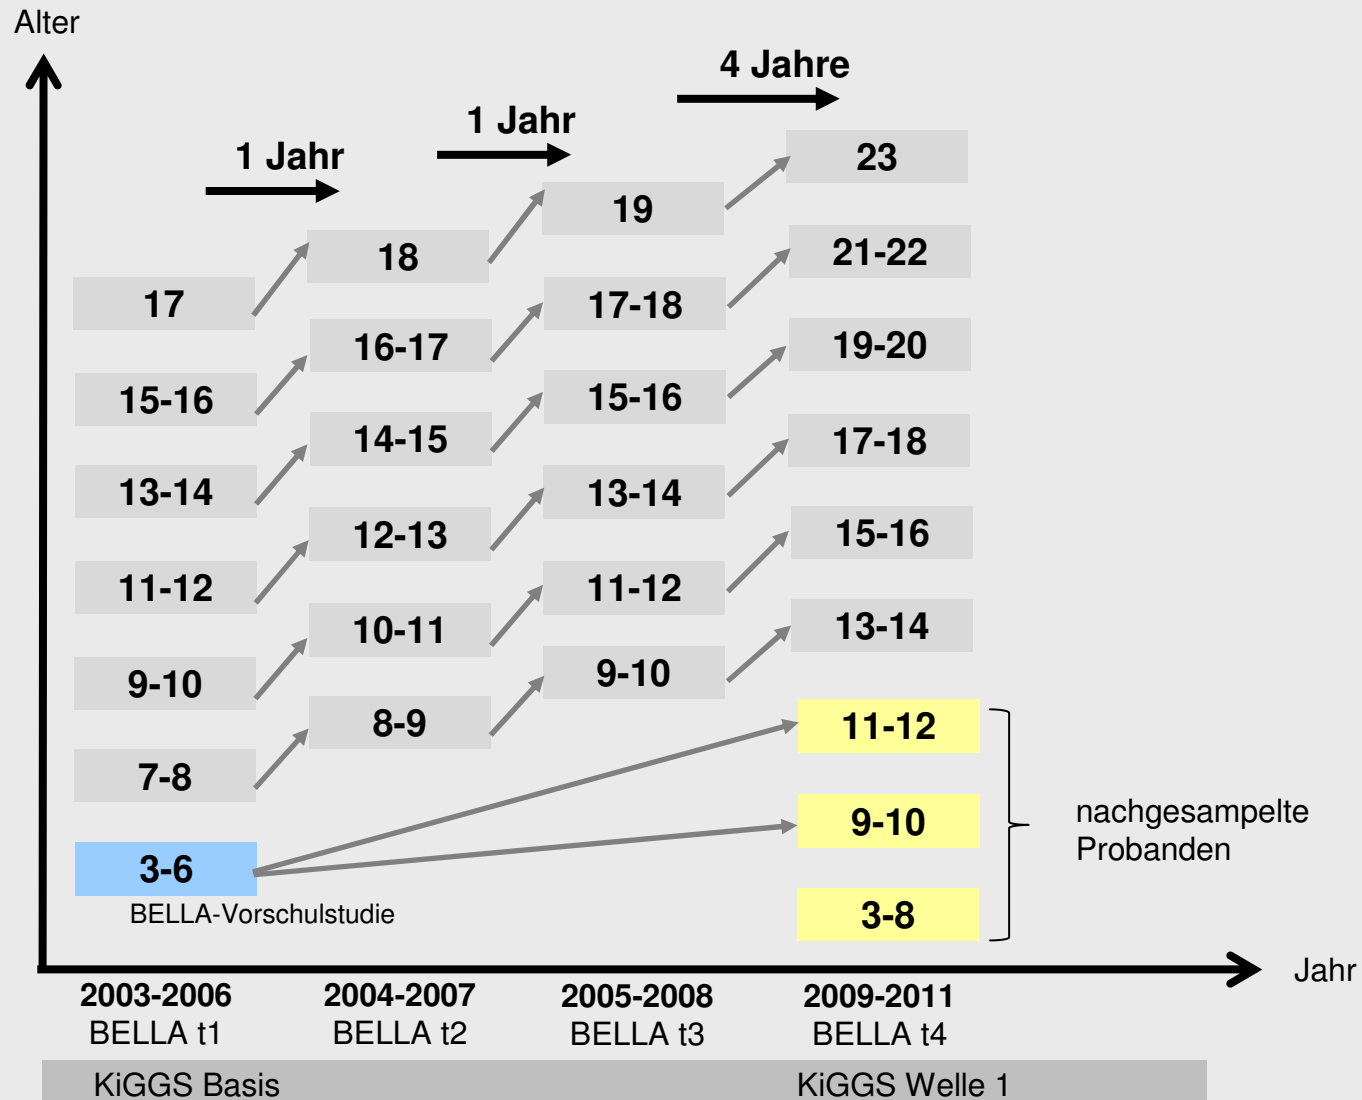 Alter
4 Jahre
1 Jahr
1 Jahr
23
19
18
21-22
17
17-18
16-17
19-20
15-16
15-16
14-15
17-18
13-14
13-14
12-13
15-16
11-12
11-12
10-11
13-14
9-10
9-10
8-9
11-12
7-8
9-10
nachgesampelte
Probanden
3-6
BELLA-Vorschulstudie
3-8
Jahr
2003-2006 2004-2007 2005-2008 2009-2011
BELLA t1 BELLA t2 BELLA t3 BELLA t4
KiGGS Basis KiGGS Welle 1